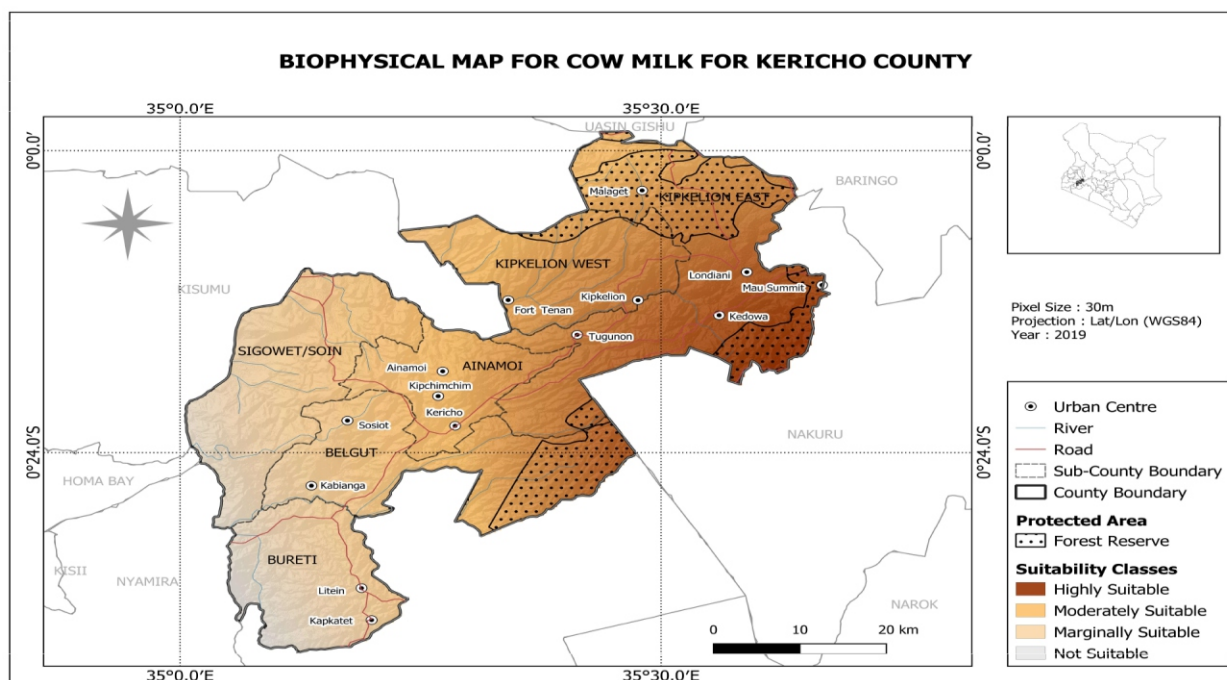 BIOPHYSICAL MAP FOR COW MILK FOR KERICHO COUNTY
35°0.0′
35°30.0′
UASIN GISHU
0°0.0′
0°0.0′
BARINGO
Malaget
KIPKELION EAST
KIPKELION WEST
KISUMU
Londiani
Mau Summit
Fort Tenan
Kipkelion
Kedowa
Tugunon
SIGOWET/SOIN
AINAMOI
Ainamoi
Kipchimchim
Kericho
Sosiot
NAKURU
BELGUT
0°24.0′S
0°24.0′S
HOMA BAY
Kabianga
BURETI
KISII
NYAMIRA
Litein
Kapkatet
NAROK
0 10 20 km
35°0.0′
35°30.0′
Pixel Size : 30m
Projection : Lat/Lon (WGS84)
Year : 2019
Urban Centre
River
Road
Sub-County Boundary
County Boundary
Protected Area
Forest Reserve
Suitability Classes
Highly Suitable
Moderately Suitable
Marginally Suitable
Not Suitable